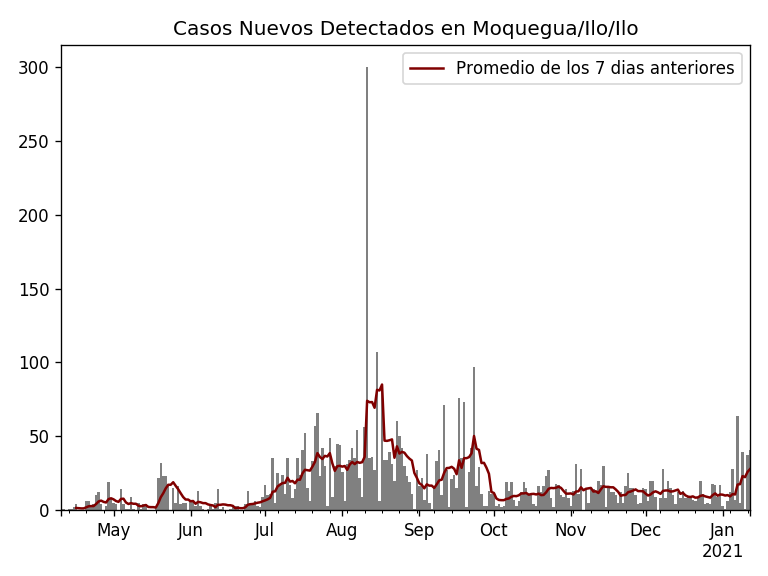 Casos Nuevos Detectados en Moquegua/Ilo/Ilo
Promedio de los 7 dias anteriores
300
250
200
150
100
50
0
May Jun Jul Aug Sep Oct Nov Dec Jan
2021